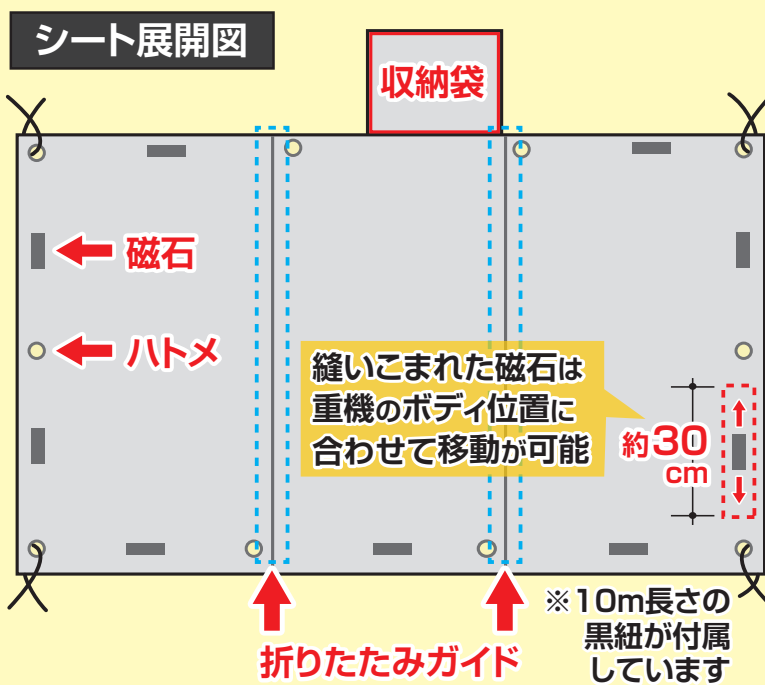 シート展開図
収納袋
磁石
ハトメ
縫いこまれた磁石は
重機のボディ位置に
合わせて移動が可能
約30
cm
折りたたみガイド
※10m長さの
黒紐が付属
しています